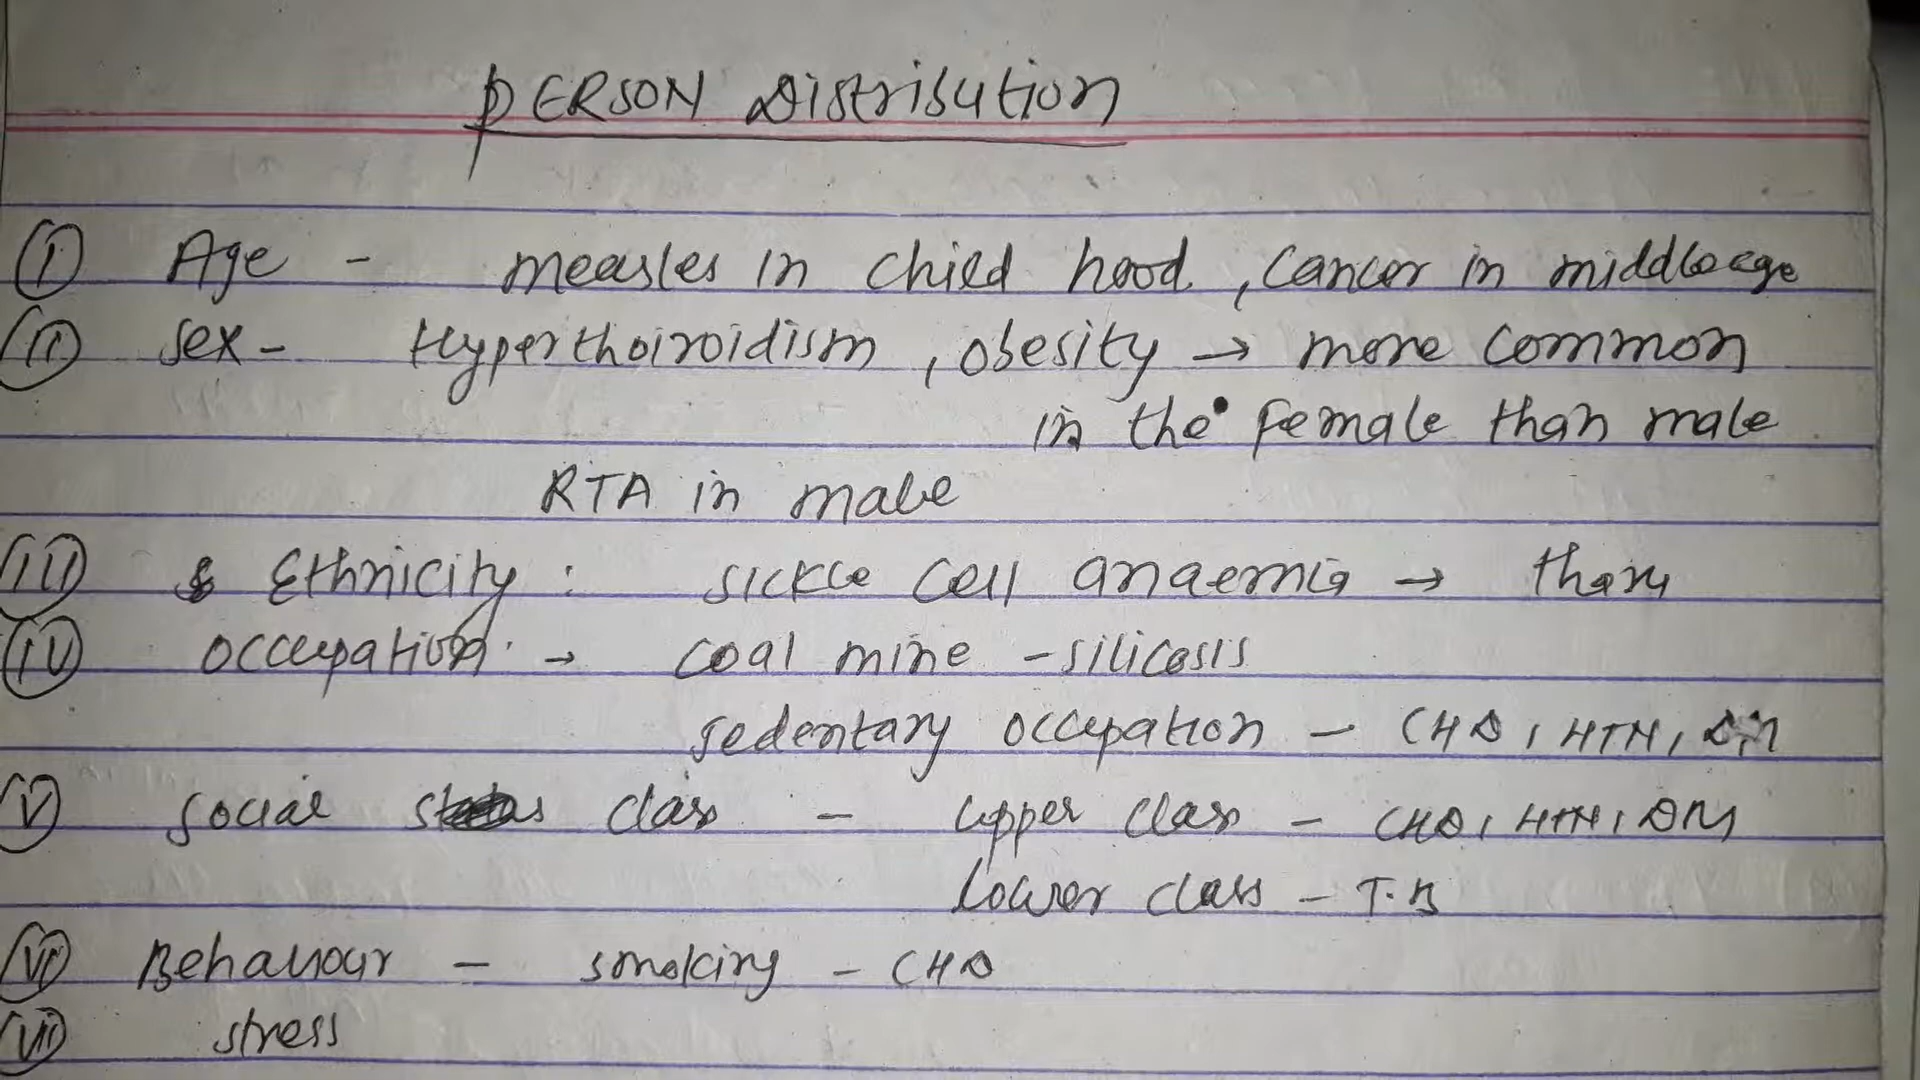 PERSON Distribution
(I) Age - measles in child hood, Cancer in middle age
(II) Sex - Hyperthoiroidism, obesity → more common
in the female than male
RTA in male
(III) Ethnicity : sickle cell anaemia → tharu
(IV) occupation → coal mine - silicosis
sedentary occupation - CHD, HTN, DM
(V) social class - upper class - CHD, HTN, DM
lower class - T.B
(VI) Behaviour - smoking - CHD
(VII) stress